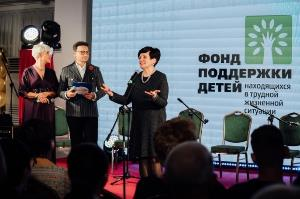 ФОНД
ПОДДЕРЖКИ
ДЕТЕЙ
НАХОДЯЩИХСЯ
В ТРУДНОЙ
ЖИЗНЕННОЙ
СИТУАЦИИ